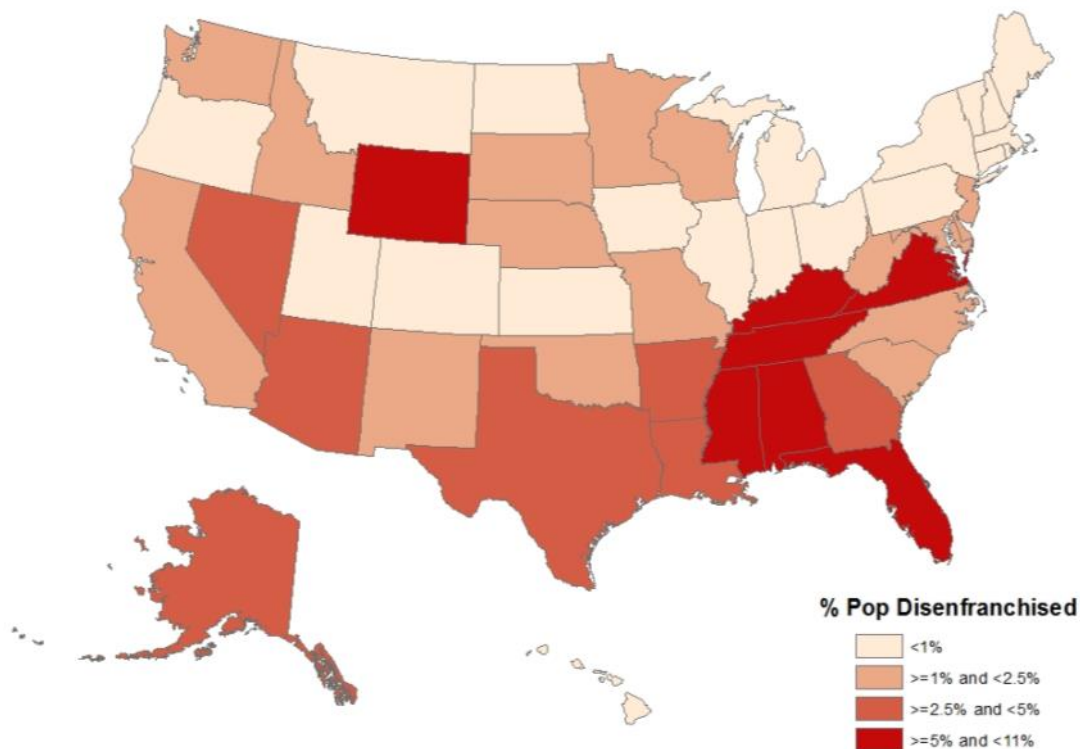 % Pop Disenfranchised
<1%
>=1% and <2.5%
>=2.5% and <5%
>=5% and <11%